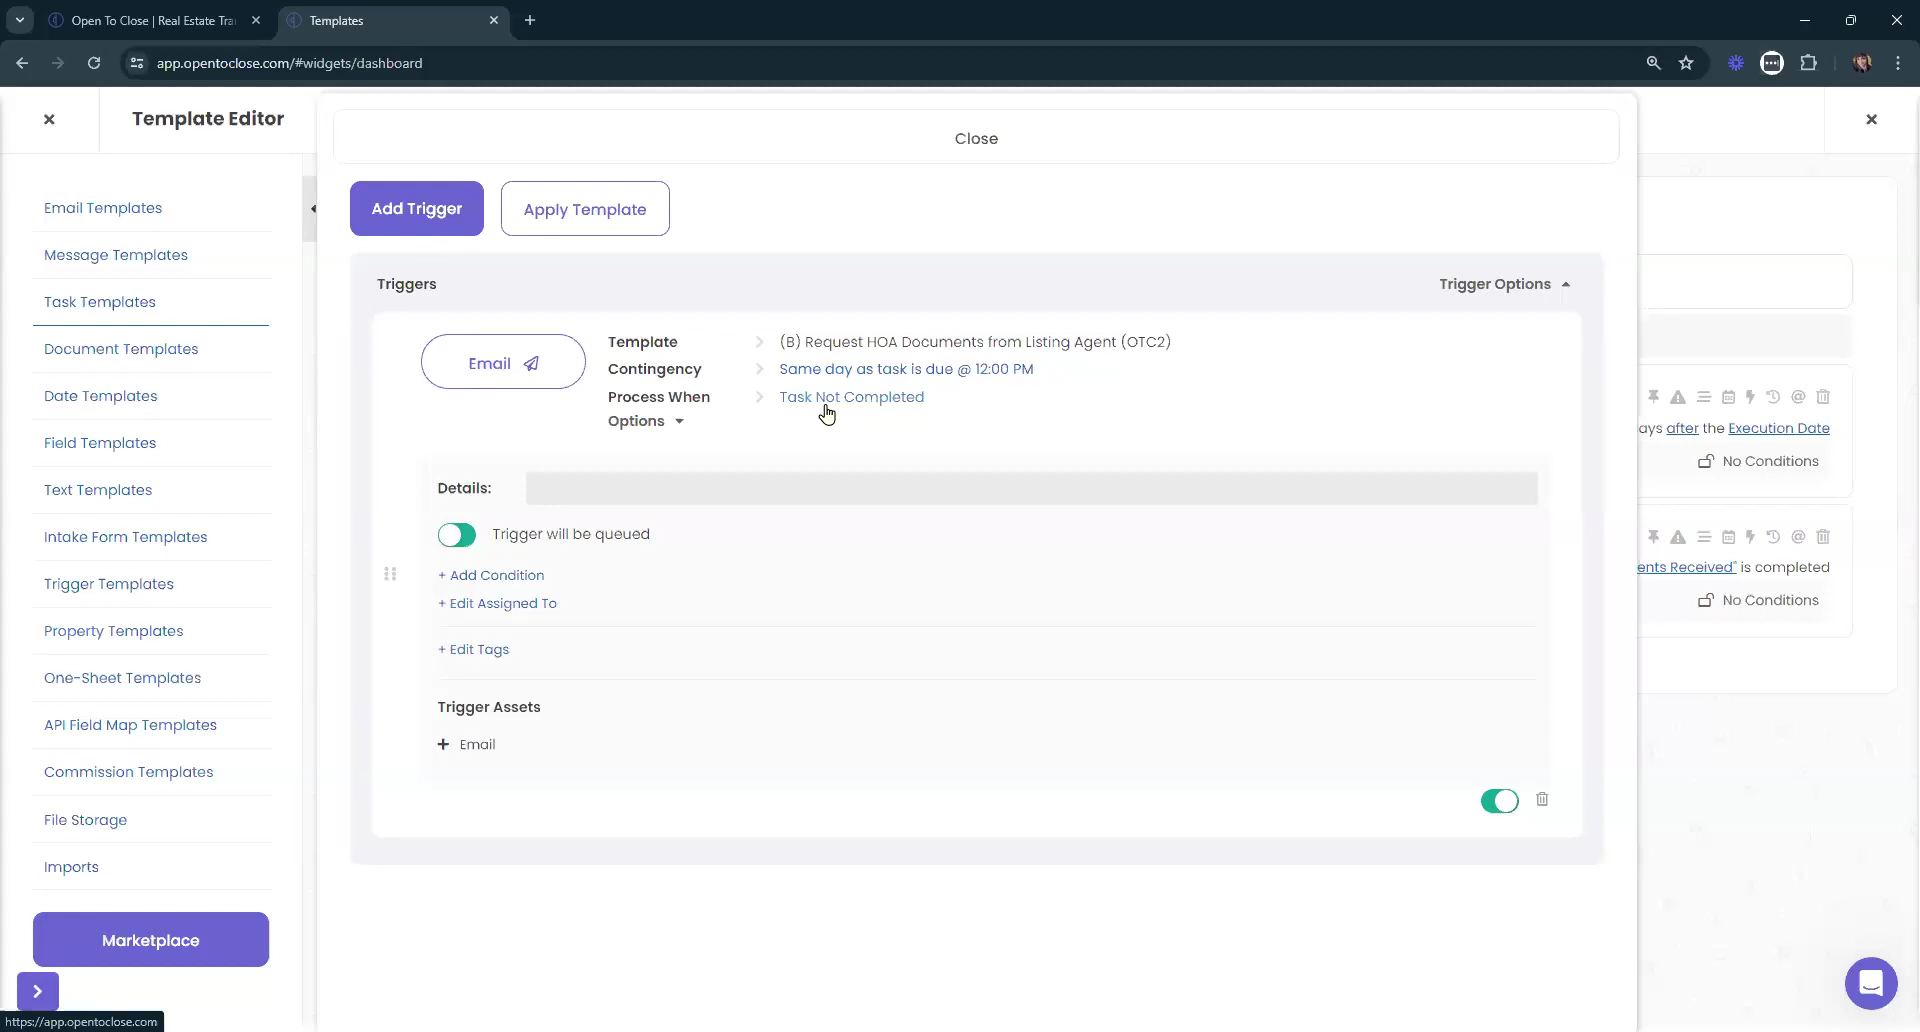 Open To Close | Real Estate Tra
Templates
app.opentoclose.com/#widgets/dashboard
Template Editor
Close
Email Templates
Message Templates
Task Templates
Document Templates
Date Templates
Field Templates
Text Templates
Intake Form Templates
Trigger Templates
Property Templates
One-Sheet Templates
API Field Map Templates
Commission Templates
File Storage
Imports
Marketplace
https://app.opentoclose.com
Add Trigger
Apply Template
Triggers
Trigger Options
Email
Template
(B) Request HOA Documents from Listing Agent (OTC2)
Contingency
Same day as task is due @ 12:00 PM
Process When
Task Not Completed
Options
Details:
Trigger will be queued
+ Add Condition
+ Edit Assigned To
+ Edit Tags
Trigger Assets
+ Email
ays after the Execution Date
No Conditions
ents Received" is completed
No Conditions